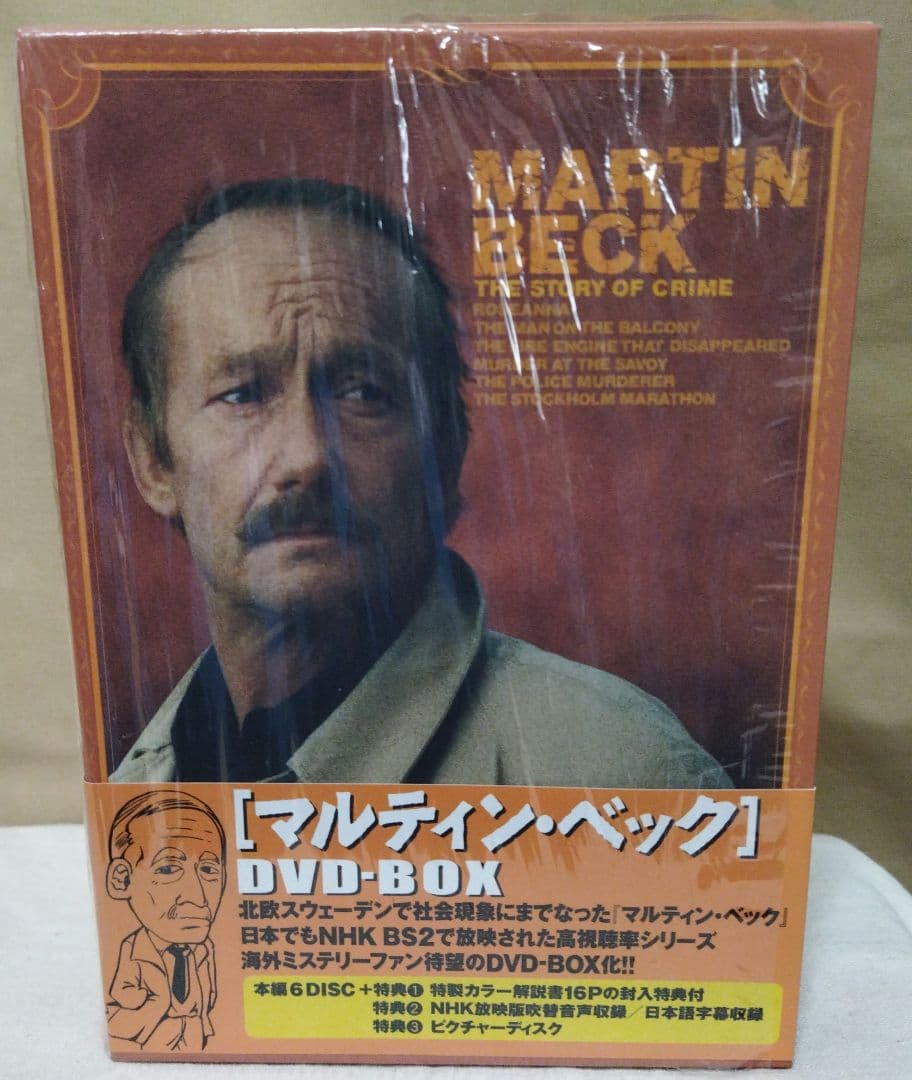 MARTIN
BECK
THE STORY OF CRIME
ROSEANNA
THE MAN ON THE BALCONY
THE FIRE ENGINE THAT DISAPPEARED
MURDER AT THE SAVOY
THE POLICE MURDERER
THE STOCKHOLM MARATHON
[マルティン・ベック]
DVD-BOX
北欧スウェーデンで社会現象にまでなった『マルティン・ベック』
日本でもNHK BS2で放映された高視聴率シリーズ
海外ミステリーファン待望のDVD-BOX化!!
本編6DISC+特典❶ 特製カラー解説書16Pの封入特典付
特典❷ NHK放映版吹替音声収録/日本語字幕収録
特典❸ ピクチャーディスク